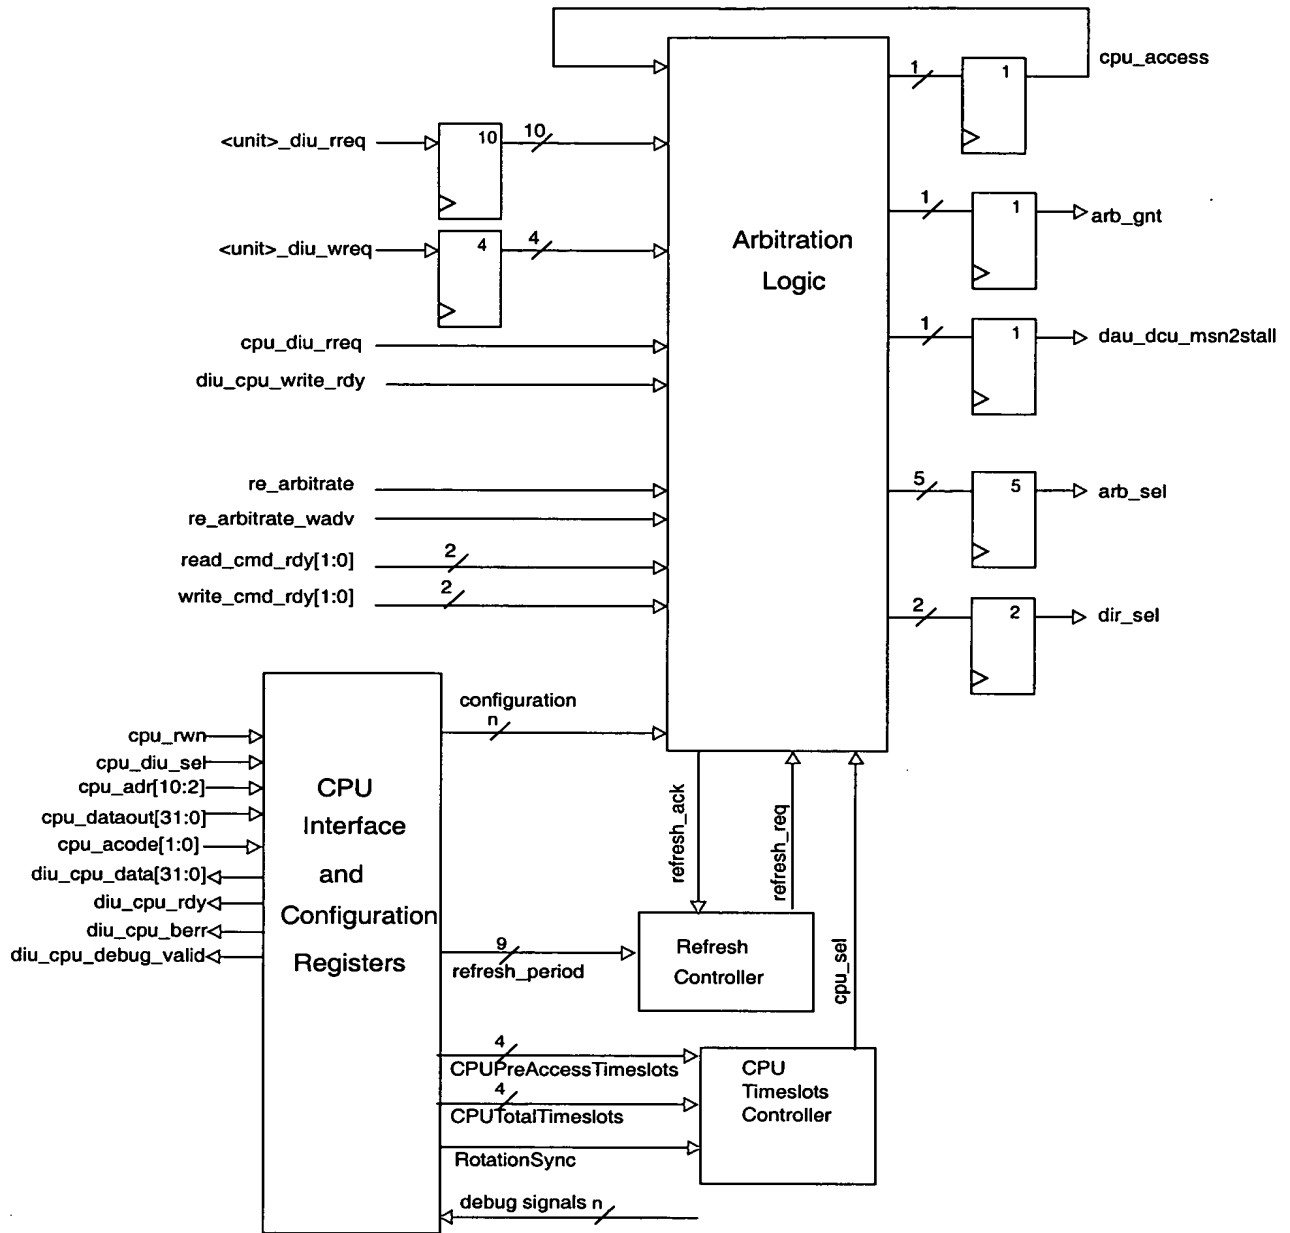 cpu_access
1
1
<unit>_diu_rreq
10
10
1
1
arb_gnt
<unit>_diu_wreq
4
4
Arbitration
Logic
1
1
dau_dcu_msn2stall
cpu_diu_rreq
diu_cpu_write_rdy
re_arbitrate
5
5
arb_sel
re_arbitrate_wadv
read_cmd_rdy[1:0]
2
write_cmd_rdy[1:0]
2
2
2
dir_sel
configuration
n
cpu_rwn
cpu_diu_sel
cpu_adr[10:2]
cpu_dataout[31:0]
cpu_acode[1:0]
diu_cpu_data[31:0]
diu_cpu_rdy
diu_cpu_berr
diu_cpu_debug_valid
CPU
Interface
and
Configuration
Registers
refresh_ack
refresh_req
cpu_sel
9
refresh_period
Refresh
Controller
4
CPUPreAccessTimeslots
4
CPUTotalTimeslots
RotationSync
CPU
Timeslots
Controller
debug signals n